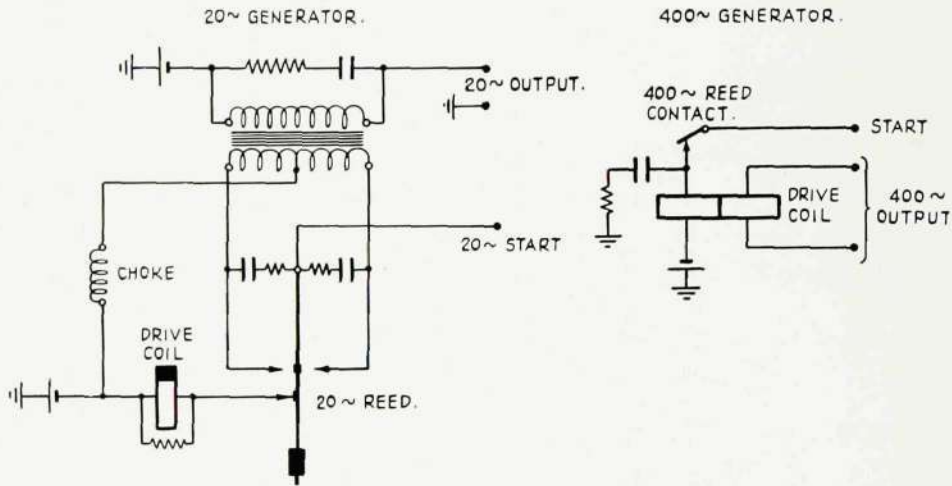 20~ GENERATOR.
20~ OUTPUT.
20~ START
CHOKE
DRIVE
COIL
20~ REED.
400~ GENERATOR.
400~ REED
CONTACT.
START
DRIVE
COIL
400~
OUTPUT